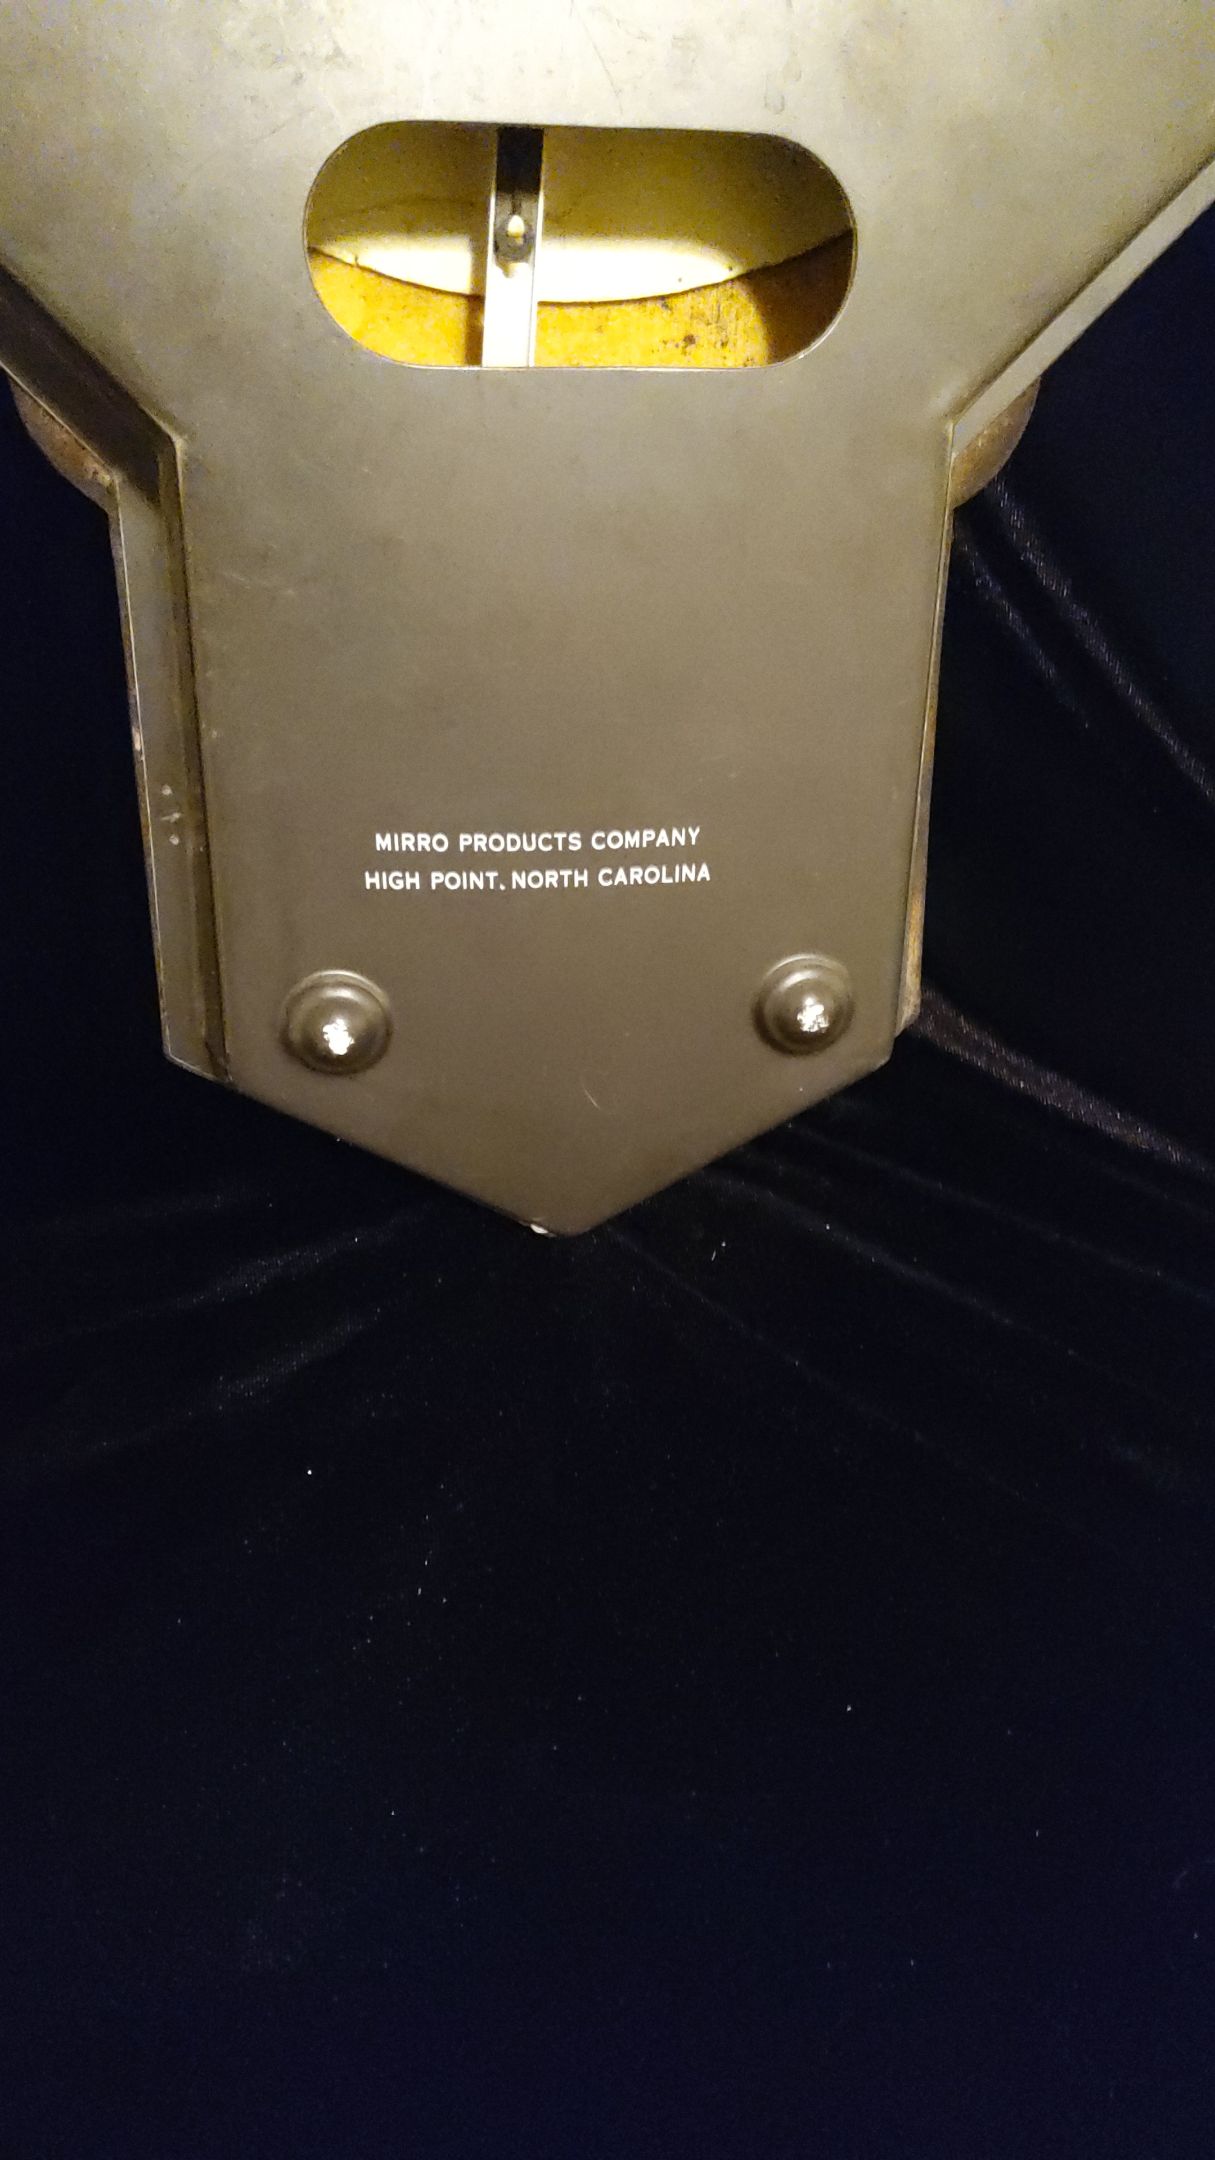 MIRRO PRODUCTS COMPANY
HIGH POINT. NORTH CAROLINA